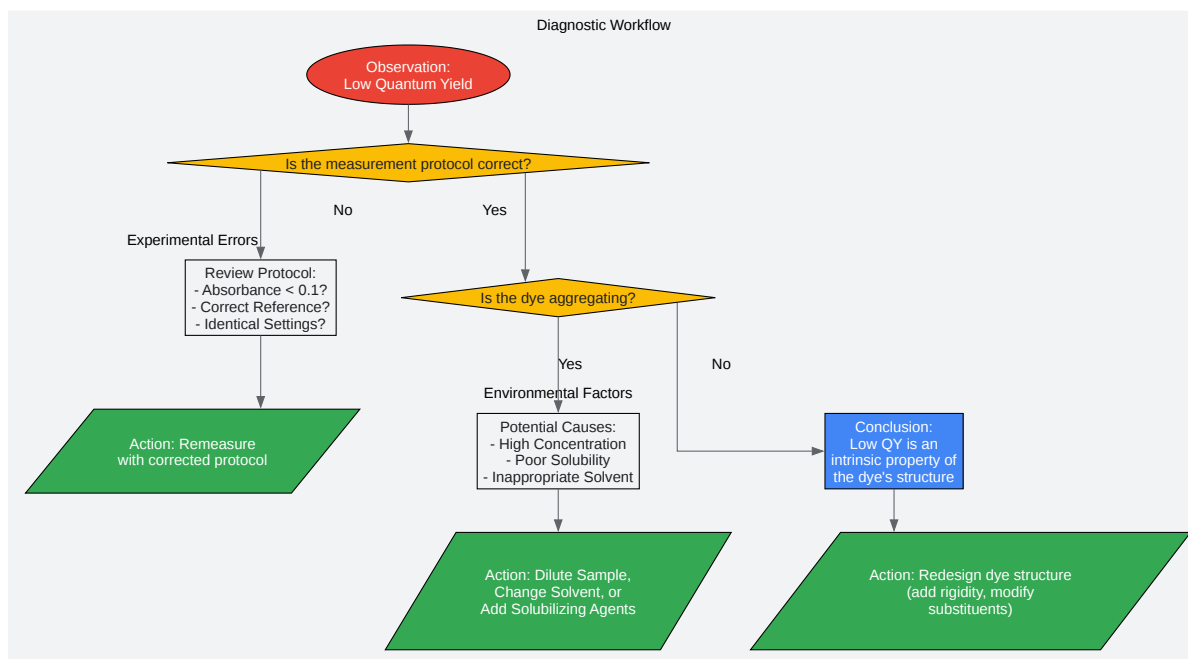 Diagnostic Workflow
Observation:
Low Quantum Yield
Is the measurement protocol correct?
No
Yes
Experimental Errors
Review Protocol:
- Absorbance < 0.1?
- Correct Reference?
- Identical Settings?
Is the dye aggregating?
Yes
No
Environmental Factors
Potential Causes:
- High Concentration
- Poor Solubility
- Inappropriate Solvent
Conclusion:
Low QY is an
intrinsic property of
the dye's structure
Action: Remeasure
with corrected protocol
Action: Dilute Sample,
Change Solvent, or
Add Solubilizing Agents
Action: Redesign dye structure
(add rigidity, modify
substituents)